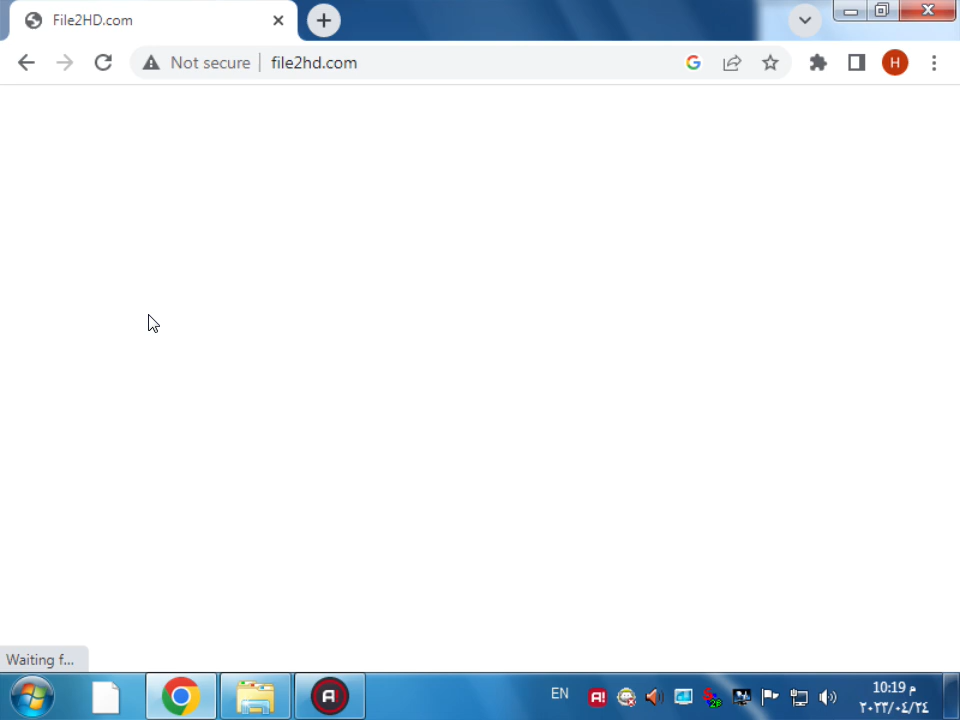 File2HD.com
Not secure
file2hd.com
H
Waiting f...
EN
10:19 م
٢٠٢٣/٠٤/٢٤